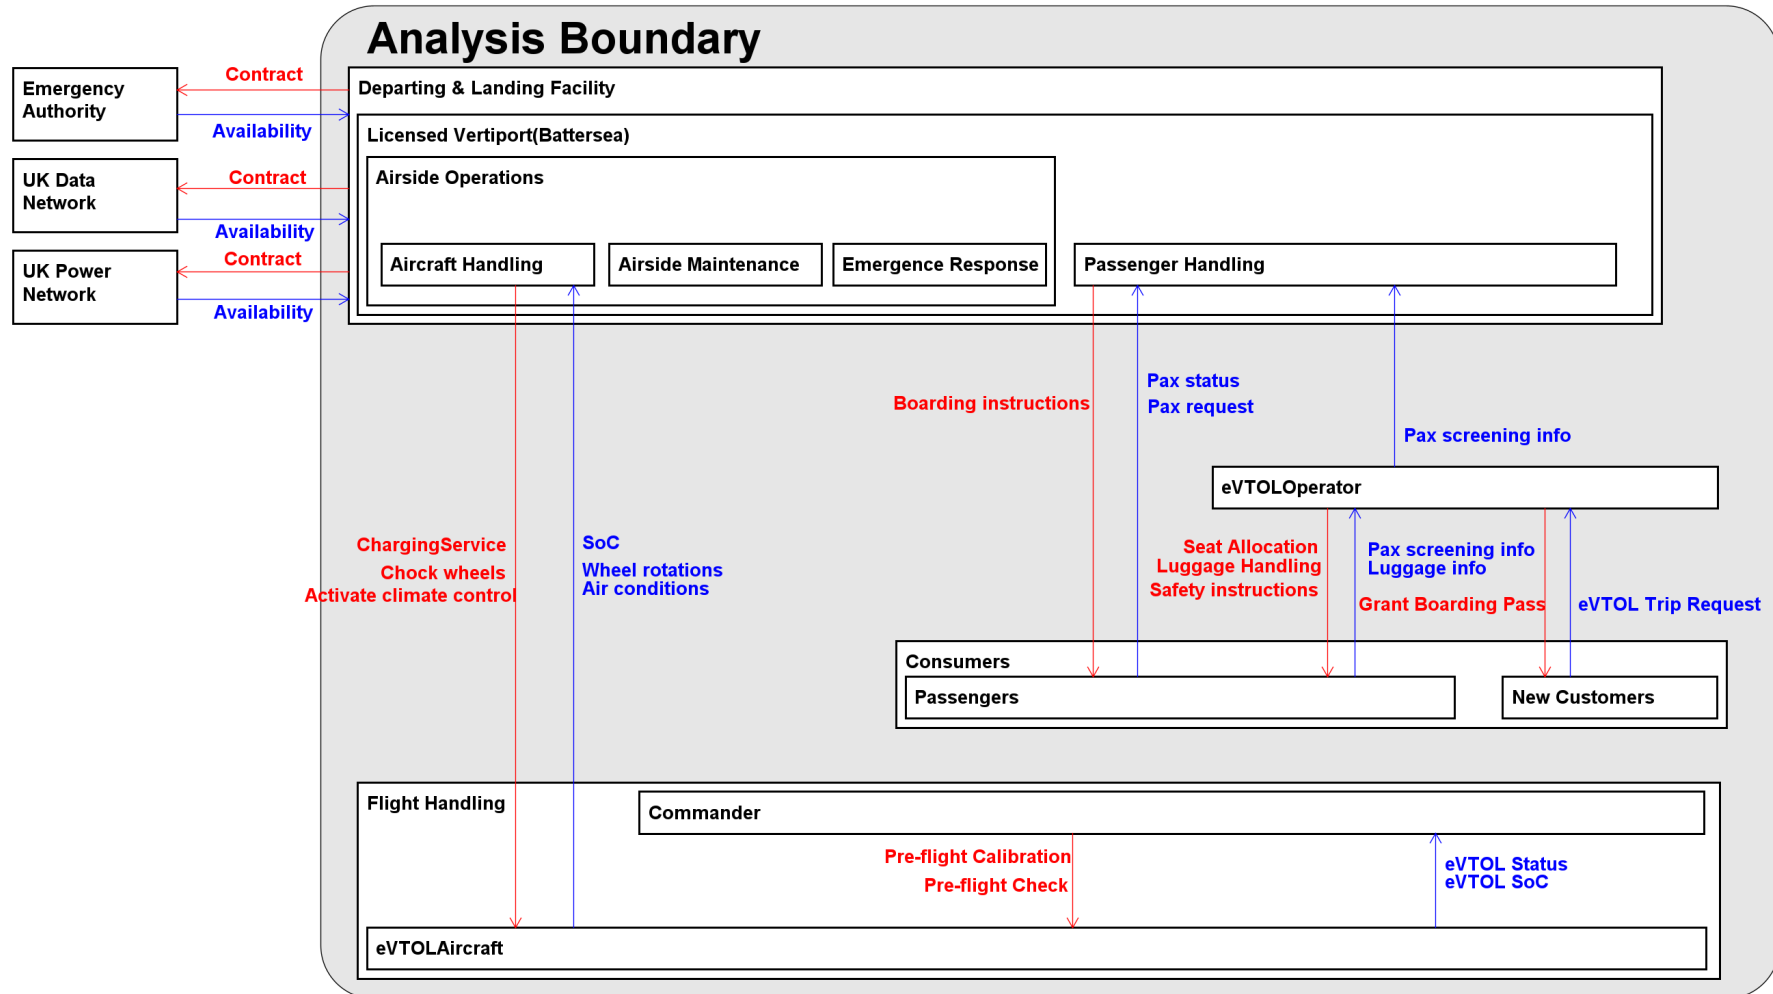 Analysis Boundary
Emergency
Authority
Contract
Availability
UK Data
Network
Contract
Availability
UK Power
Network
Contract
Availability
Departing & Landing Facility
Licensed Vertiport(Battersea)
Airside Operations
Aircraft Handling
Airside Maintenance
Emergence Response
Passenger Handling
Boarding instructions
Pax status
Pax request
Pax screening info
eVTOLOperator
ChargingService
Chock wheels
Activate climate control
SoC
Wheel rotations
Air conditions
Seat Allocation
Luggage Handling
Safety instructions
Pax screening info
Luggage info
Grant Boarding Pass
eVTOL Trip Request
Consumers
Passengers
New Customers
Flight Handling
Commander
Pre-flight Calibration
Pre-flight Check
eVTOL Status
eVTOL SoC
eVTOLAircraft